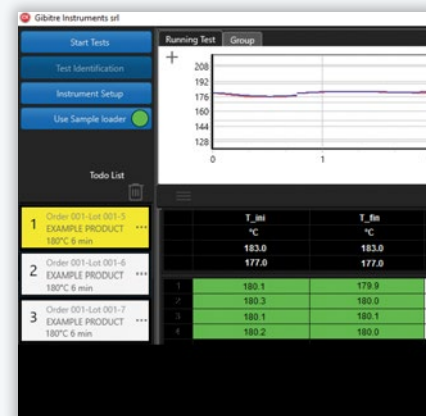 Gibitre Instruments srl
Start Tests
Test Identification
Instrument Setup
Use Sample loader
Todo List
1
Order 001-Lot 001-5
EXAMPLE PRODUCT
180°C 6 min
2
Order 001-Lot 001-6
EXAMPLE PRODUCT
180°C 6 min
3
Order 001-Lot 001-7
EXAMPLE PRODUCT
180°C 6 min
Running Test Group
208
192
176
160
144
128
0 1
T_ini T_fin
°C °C
183.0 183.0
177.0 177.0
1 180.1 179.9
2 180.3 180.0
3 180.1 180.1
4 180.2 180.0